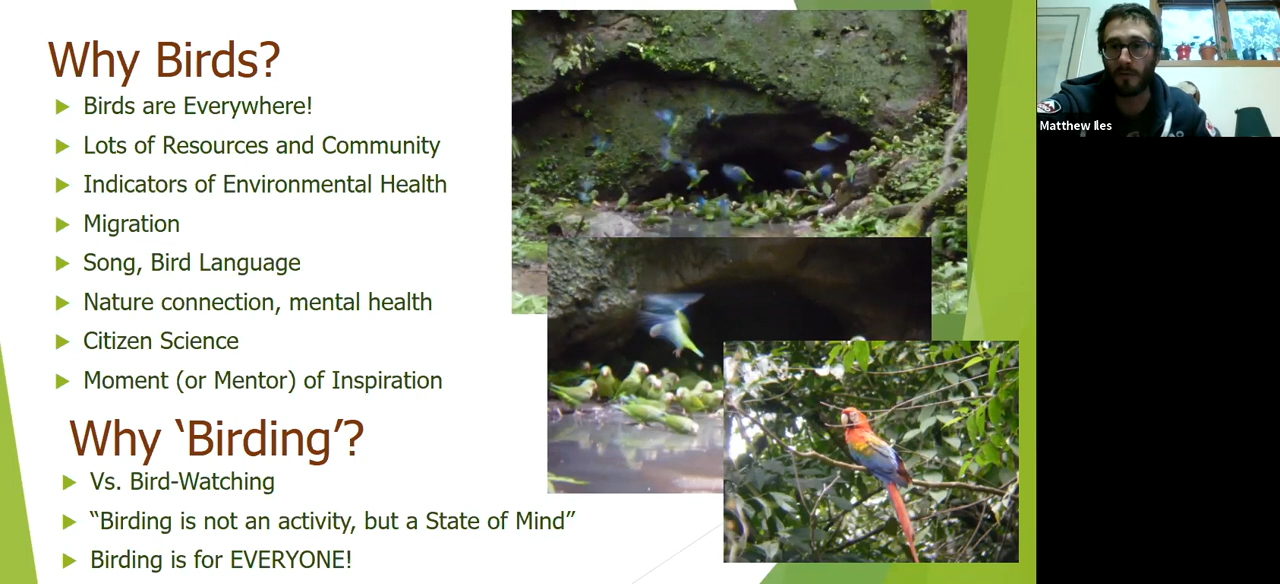 Why Birds?
Birds are Everywhere!
Lots of Resources and Community
Indicators of Environmental Health
Migration
Song, Bird Language
Nature connection, mental health
Citizen Science
Moment (or Mentor) of Inspiration
Why ‘Birding’?
Vs. Bird-Watching
“Birding is not an activity, but a State of Mind”
Birding is for EVERYONE!
Matthew Iles